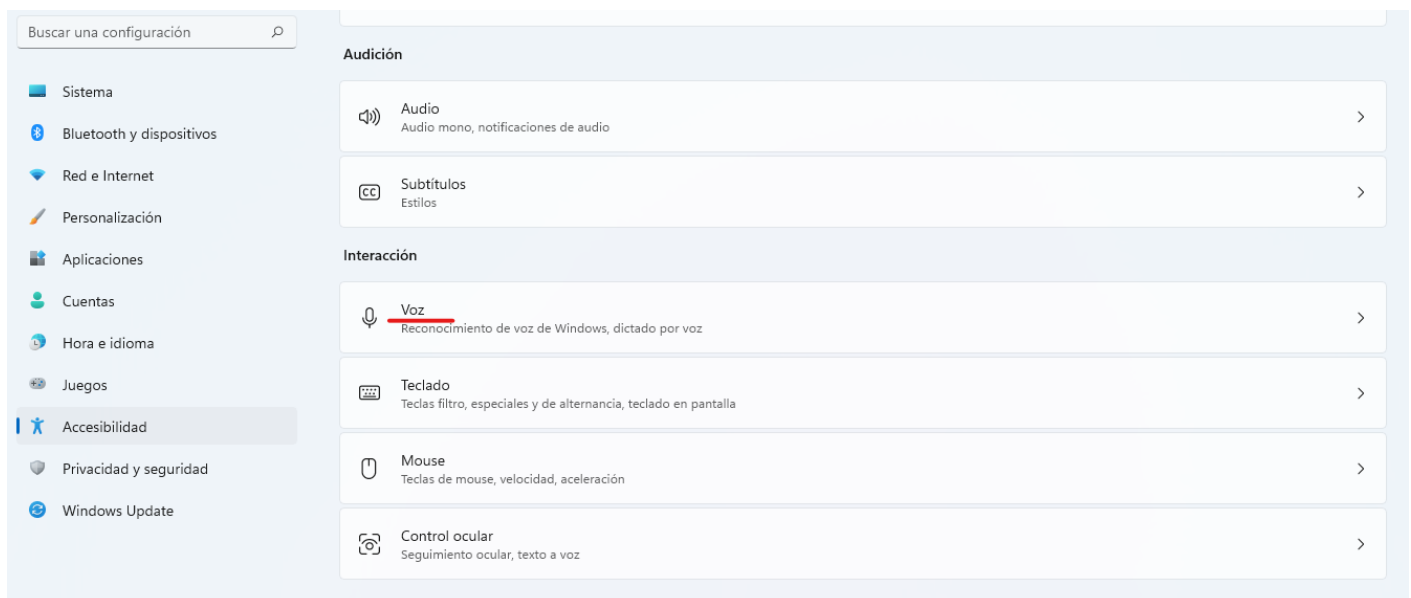 Buscar una configuración
Sistema
Bluetooth y dispositivos
Red e Internet
Personalización
Aplicaciones
Cuentas
Hora e idioma
Juegos
Accesibilidad
Privacidad y seguridad
Windows Update
Audición
Audio
Audio mono, notificaciones de audio
CC
Subtítulos
Estilos
Interacción
Voz
Reconocimiento de voz de Windows, dictado por voz
Teclado
Teclas filtro, especiales y de alternancia, teclado en pantalla
Mouse
Teclas de mouse, velocidad, aceleración
Control ocular
Seguimiento ocular, texto a voz